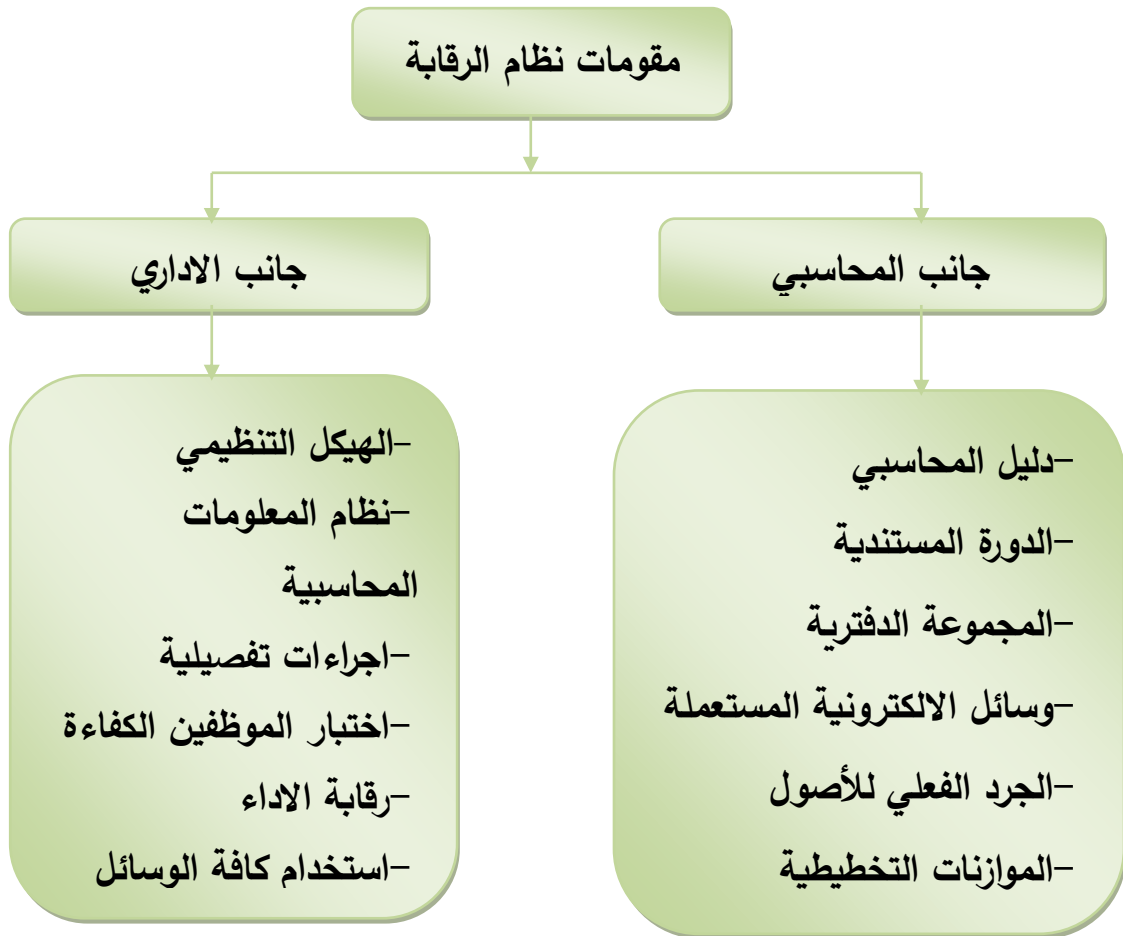 مقومات نظام الرقابة
جانب المحاسبي
جانب الاداري
-دليل المحاسبي
-الدورة المستندية
-المجموعة الدفترية
-وسائل الالكترونية المستعملة
-الجرد الفعلي للأصول
-الموازنات التخطيطية
-الهيكل التنظيمي
-نظام المعلومات
المحاسبية
-اجراءات تفصيلية
-اختبار الموظفين الكفاءة
-رقابة الاداء
-استخدام كافة الوسائل